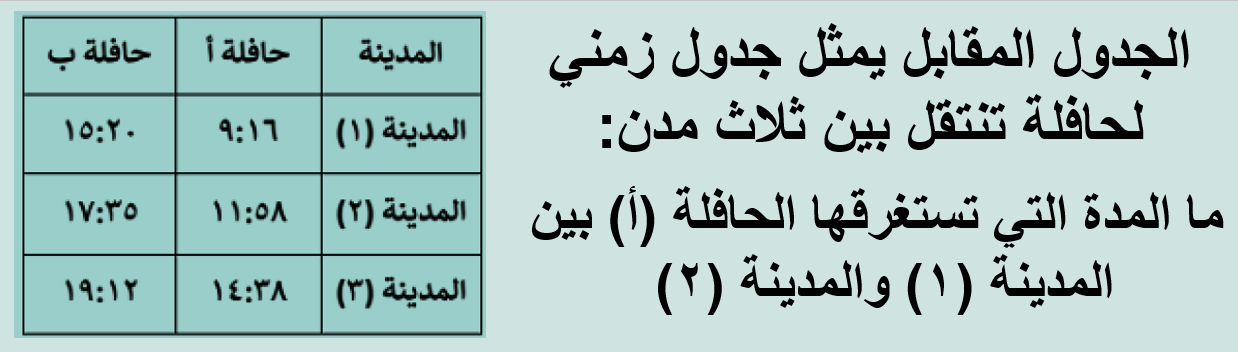 الجدول المقابل يمثل جدول زمني
لحافلة تنتقل بين ثلاث مدن:
ما المدة التي تستغرقها الحافلة (أ) بين
المدينة (١) والمدينة (٢)
المدينة حافلة أ حافلة ب
المدينة (١) ٩:١٦ ١٥:٢٠
المدينة (٢) ١١:٥٨ ١٧:٣٥
المدينة (٣) ١٤:٣٨ ١٩:١٢